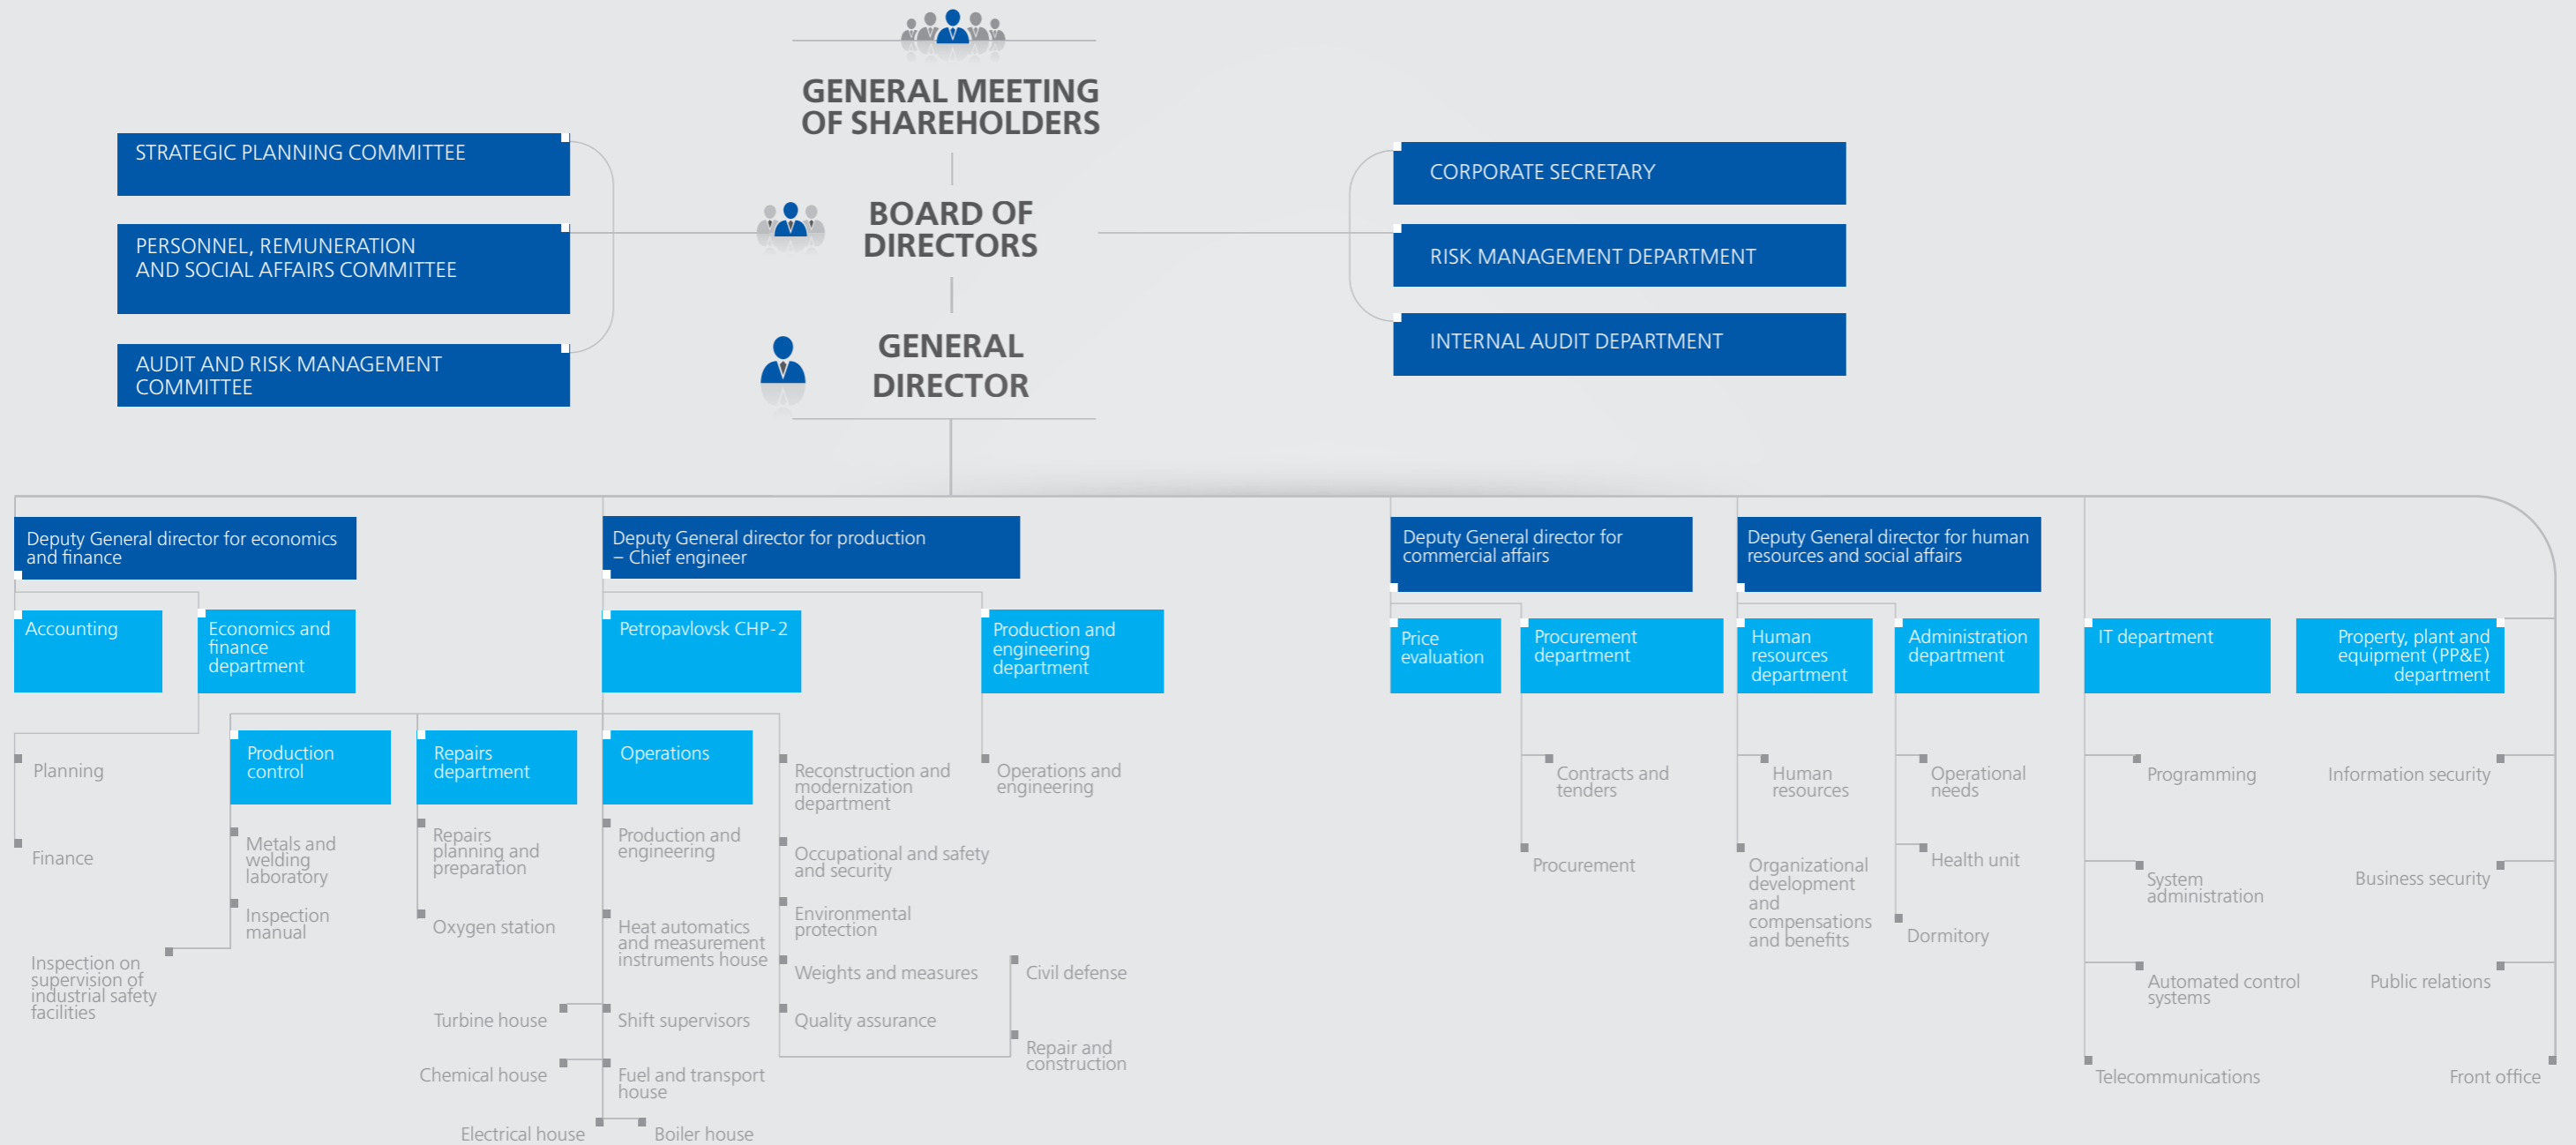 GENERAL MEETING
OF SHAREHOLDERS
STRATEGIC PLANNING COMMITTEE
PERSONNEL, REMUNERATION
AND SOCIAL AFFAIRS COMMITTEE
AUDIT AND RISK MANAGEMENT
COMMITTEE
BOARD OF
DIRECTORS
GENERAL
DIRECTOR
CORPORATE SECRETARY
RISK MANAGEMENT DEPARTMENT
INTERNAL AUDIT DEPARTMENT
Deputy General director for economics
and finance
Accounting
Economics and
finance
department
Planning
Finance
Deputy General director for production
– Chief engineer
Petropavlovsk CHP-2
Production and
engineering
department
Production
control
Metals and
welding
laboratory
Inspection
manual
Inspection on
supervision of
industrial safety
facilities
Repairs
department
Repairs
planning and
preparation
Oxygen station
Operations
Production and
engineering
Heat automatics
and measurement
instruments house
Turbine house
Shift supervisors
Chemical house
Fuel and transport
house
Electrical house
Boiler house
Reconstruction and
modernization
department
Occupational and safety
and security
Environmental
protection
Weights and measures
Quality assurance
Civil defense
Repair and
construction
Operations and
engineering
Deputy General director for
commercial affairs
Price
evaluation
Procurement
department
Contracts and
tenders
Procurement
Deputy General director for human
resources and social affairs
Human
resources
department
Human
resources
Organizational
development
and
compensations
and benefits
Administration
department
Operational
needs
Health unit
Dormitory
IT department
Programming
System
administration
Automated control
systems
Telecommunications
Property, plant and
equipment (PP&E)
department
Information security
Business security
Public relations
Front office